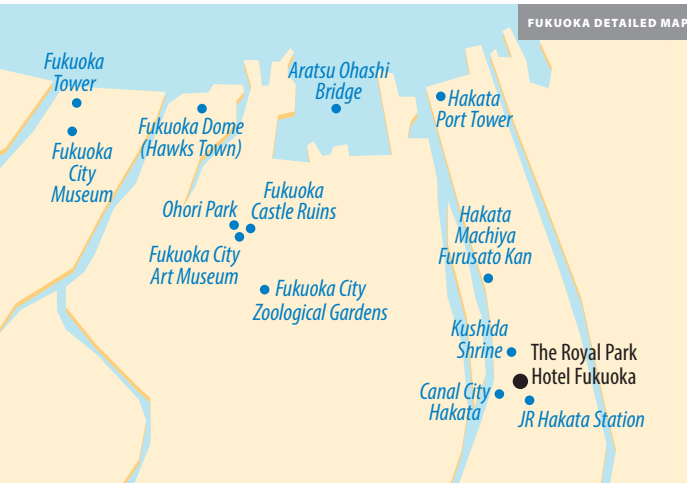 FUKUOKA DETAILED MAP
Fukuoka
Tower
Aratsu Ohashi
Bridge
Hakata
Port Tower
Fukuoka Dome
(Hawks Town)
Fukuoka
City
Museum
Fukuoka
Castle Ruins
Ohori Park
Hakata
Machiya
Furusato Kan
Fukuoka City
Art Museum
Fukuoka City
Zoological Gardens
Kushida
Shrine
The Royal Park
Hotel Fukuoka
Canal City
Hakata
JR Hakata Station